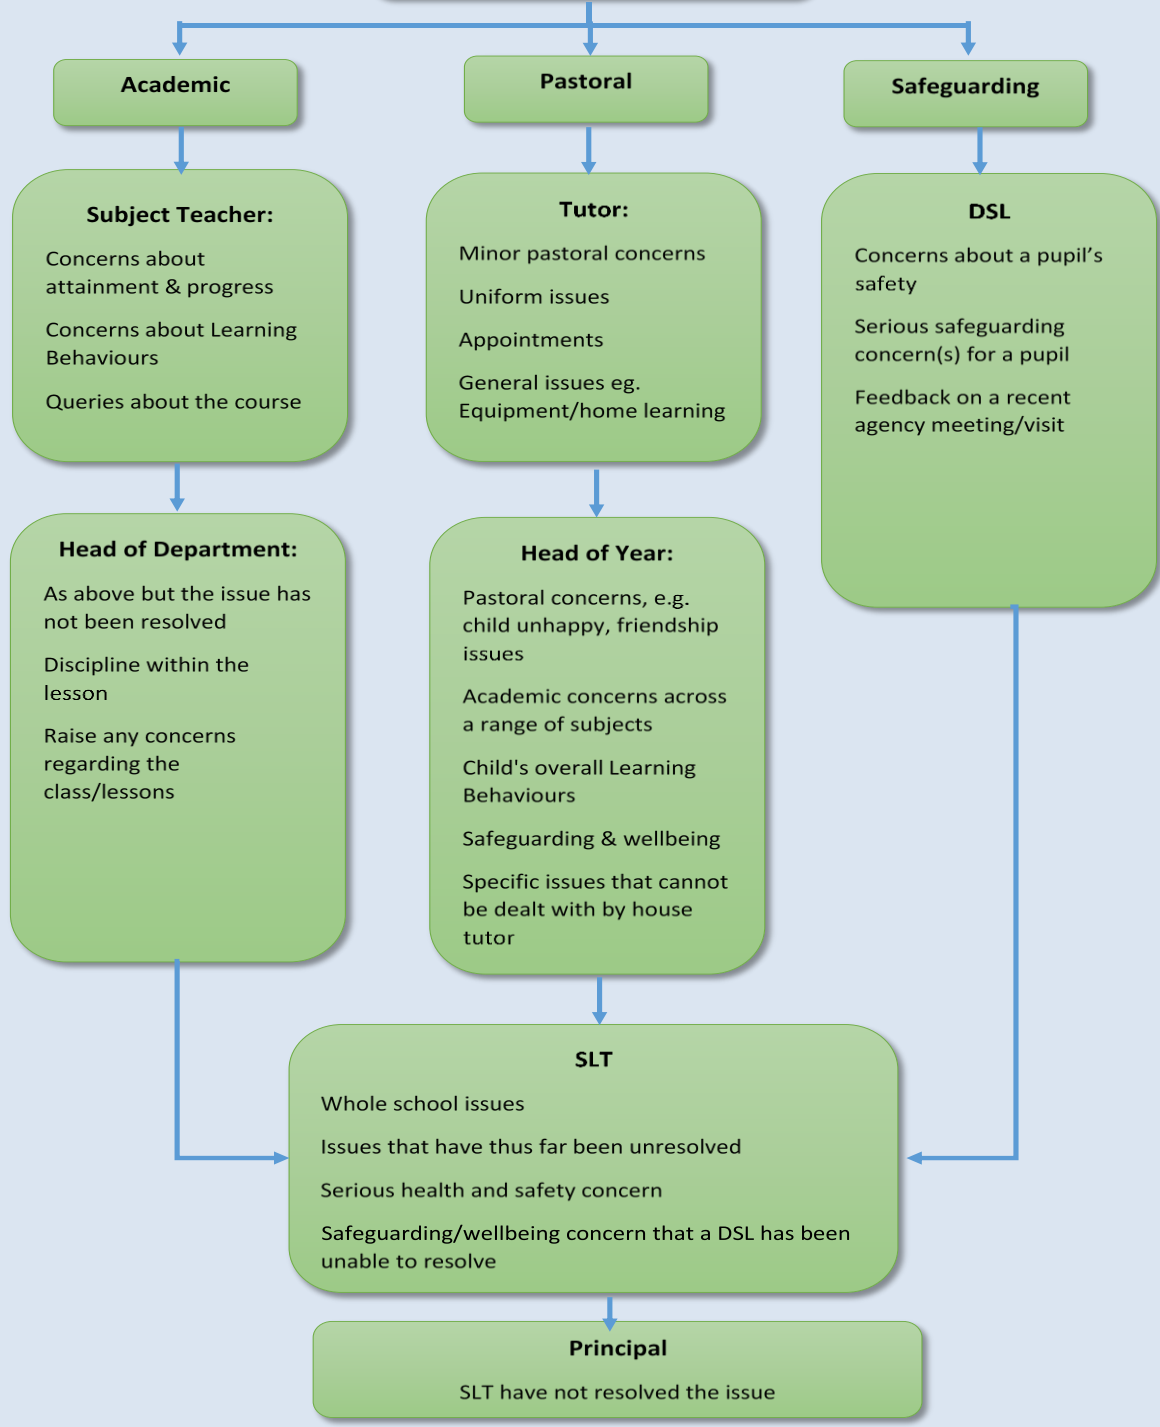 Academic
Pastoral
Safeguarding
Subject Teacher:
Concerns about
attainment & progress
Concerns about Learning
Behaviours
Queries about the course
Tutor:
Minor pastoral concerns
Uniform issues
Appointments
General issues eg.
Equipment/home learning
DSL
Concerns about a pupil’s
safety
Serious safeguarding
concern(s) for a pupil
Feedback on a recent
agency meeting/visit
Head of Department:
As above but the issue has
not been resolved
Discipline within the
lesson
Raise any concerns
regarding the
class/lessons
Head of Year:
Pastoral concerns, e.g.
child unhappy, friendship
issues
Academic concerns across
a range of subjects
Child's overall Learning
Behaviours
Safeguarding & wellbeing
Specific issues that cannot
be dealt with by house
tutor
SLT
Whole school issues
Issues that have thus far been unresolved
Serious health and safety concern
Safeguarding/wellbeing concern that a DSL has been
unable to resolve
Principal
SLT have not resolved the issue